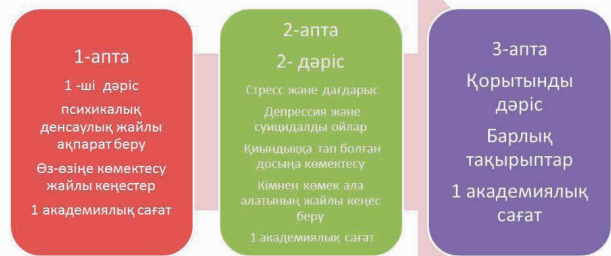 1-апта
1 -ші дәріс
психикалық
денсаулық жайлы
ақпарат беру
Өз-өзіңе көмектесу
жайлы кеңестер
1 академиялық сағат
2-апта
2- дәріс
Стресс және дағдарыс
Депрессия және
суицидалды ойлар
Қиындыққа тап болған
досыңа көмектесу
Кімнен көмек ала
алатының жайлы кеңес
беру
1 академиялық сағат
3-апта
Қорытынды
дәріс
Барлық
тақырыптар
1 академиялық
сағат